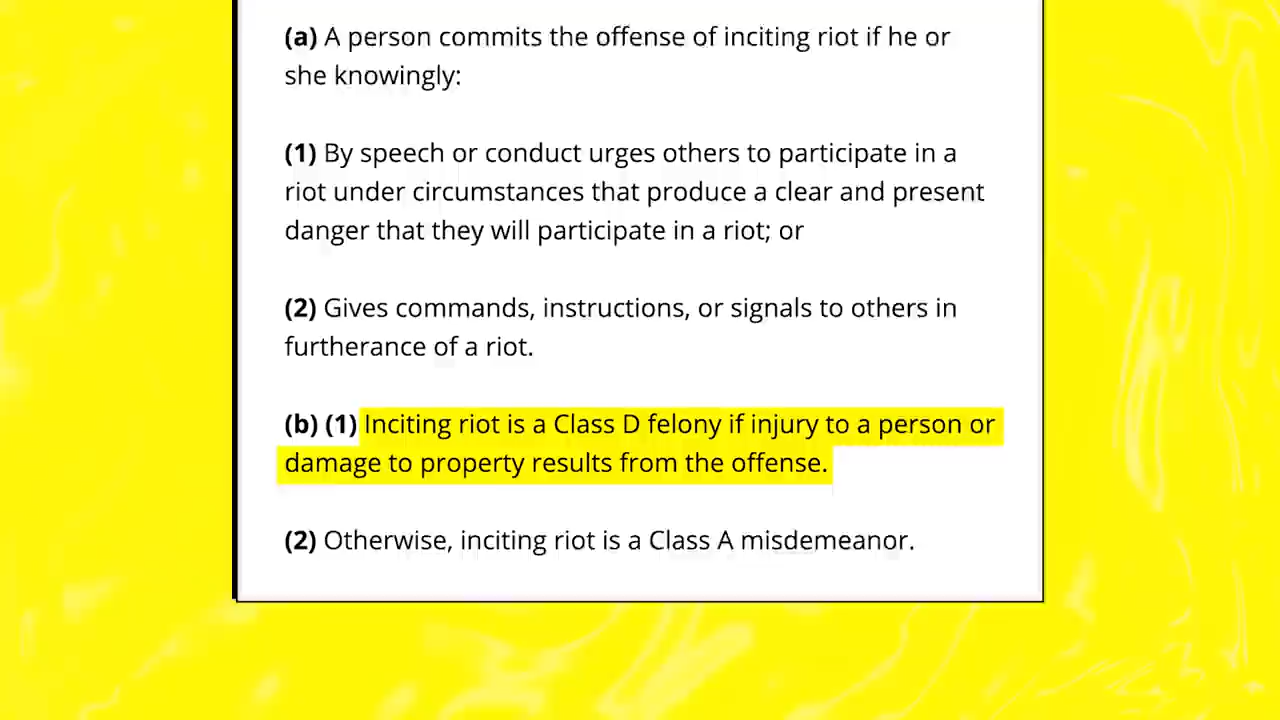 (a) A person commits the offense of inciting riot if he or
she knowingly:
(1) By speech or conduct urges others to participate in a
riot under circumstances that produce a clear and present
danger that they will participate in a riot; or
(2) Gives commands, instructions, or signals to others in
furtherance of a riot.
(b) (1) Inciting riot is a Class D felony if injury to a person or
damage to property results from the offense.
(2) Otherwise, inciting riot is a Class A misdemeanor.